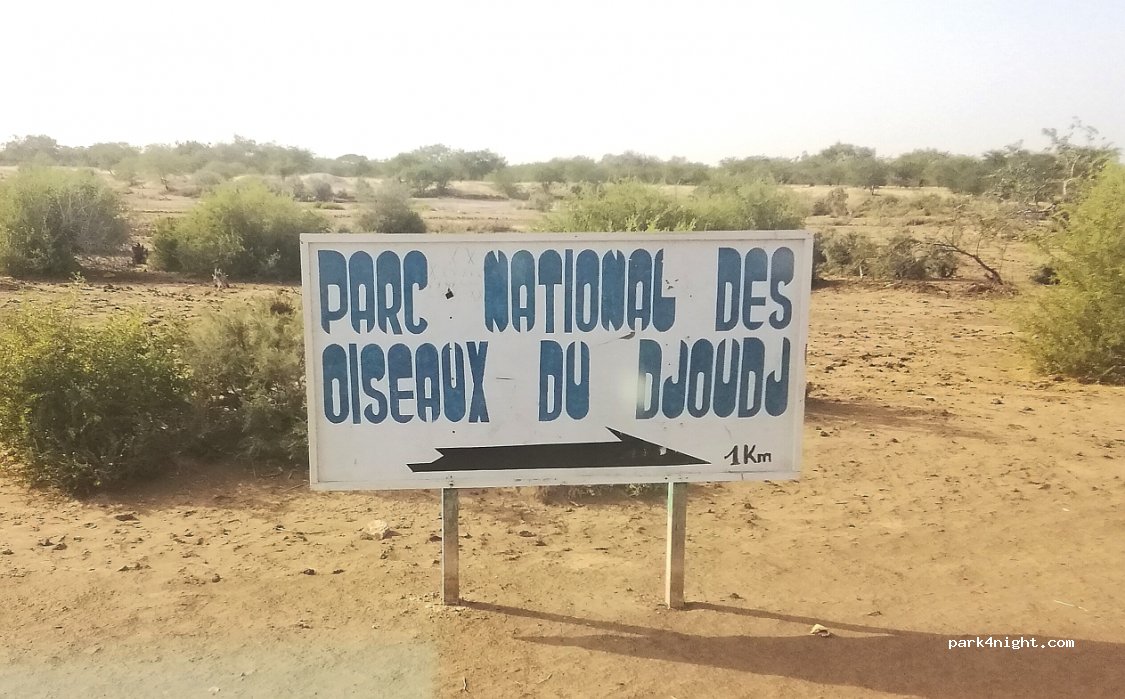 PARC NATIONAL DES
OISEAUX DU DJOUDJ
1Km
park4night.com